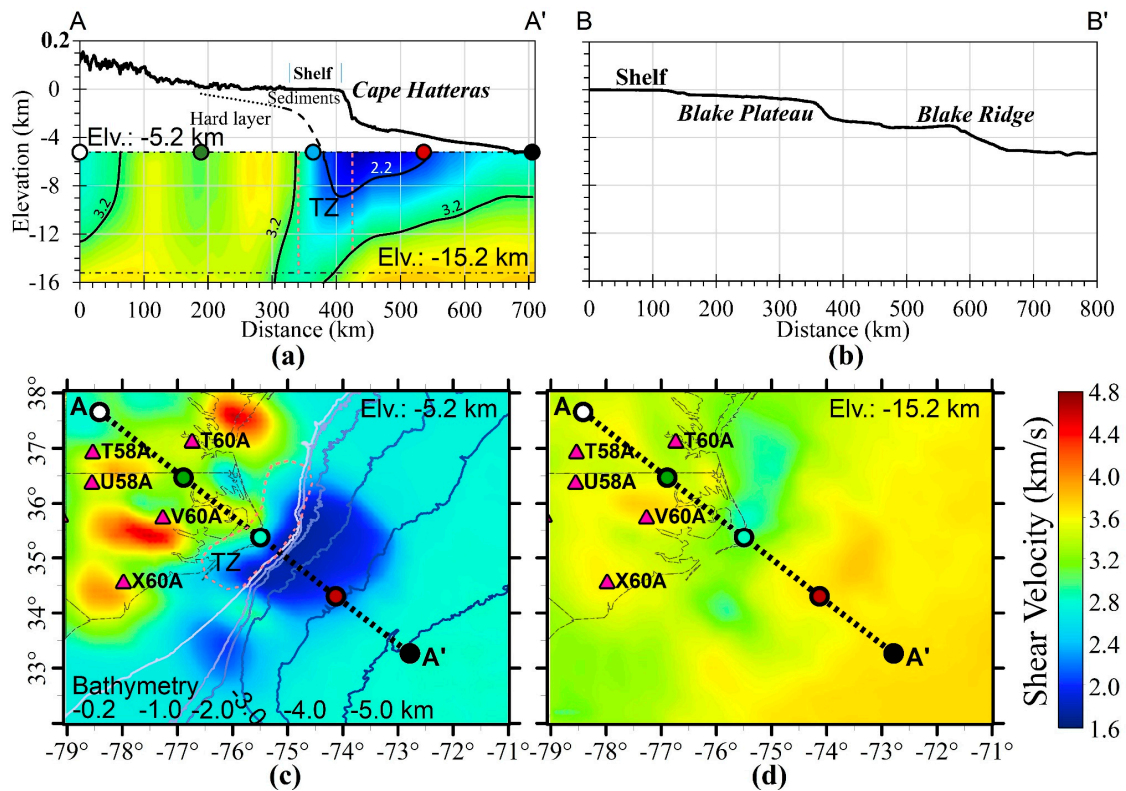 A A'
0.2
0
-4
-8
-12
-16
Elevation (km)
Shelf
Sediments
Cape Hatteras
Hard layer
Elv.: -5.2 km
2.2
3.2
3.2
3.2
TZ
Elv.: -15.2 km
0 100 200 300 400 500 600 700
Distance (km)
(a)
B B'
Shelf
Blake Plateau
Blake Ridge
0 100 200 300 400 500 600 700 800
Distance (km)
(b)
38°
37°
36°
35°
34°
33°
A
Elv.: -5.2 km
T60A
T58A
U58A
V60A
TZ
X60A
A'
Bathymetry
-0.2 -1.0 -2.0 -3.0 -4.0 -5.0 km
-79° -78° -77° -76° -75° -74° -73° -72° -71°
(c)
A
Elv.: -15.2 km
T60A
T58A
U58A
V60A
X60A
A'
-79° -78° -77° -76° -75° -74° -73° -72° -71°
(d)
Shear Velocity (km/s)
4.8
4.4
4.0
3.6
3.2
2.8
2.4
2.0
1.6